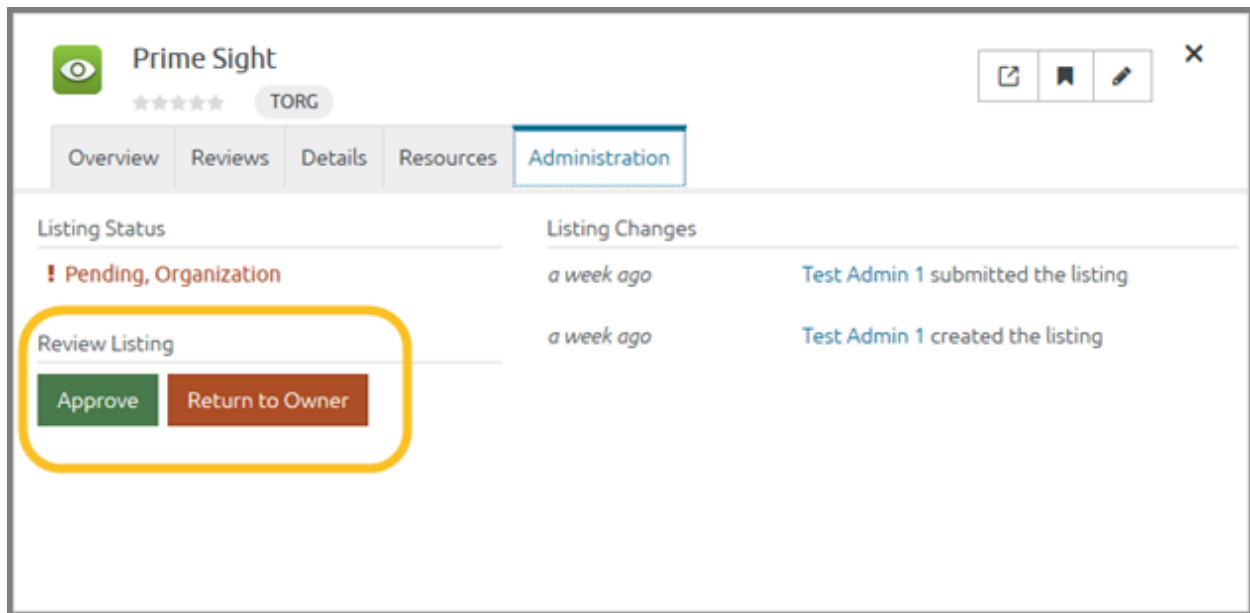 Prime Sight
TORG
Overview Reviews Details Resources Administration
Listing Status
! Pending, Organization
Review Listing
Approve Return to Owner
Listing Changes
a week ago Test Admin 1 submitted the listing
a week ago Test Admin 1 created the listing